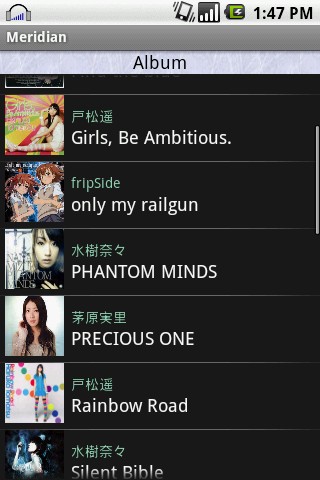 1:47 PM
Meridian
Album
戸松遥
Girls, Be Ambitious.
fripSide
only my railgun
水樹奈々
PHANTOM MINDS
茅原実里
PRECIOUS ONE
戸松遥
Rainbow Road
水樹奈々
Silent Bible